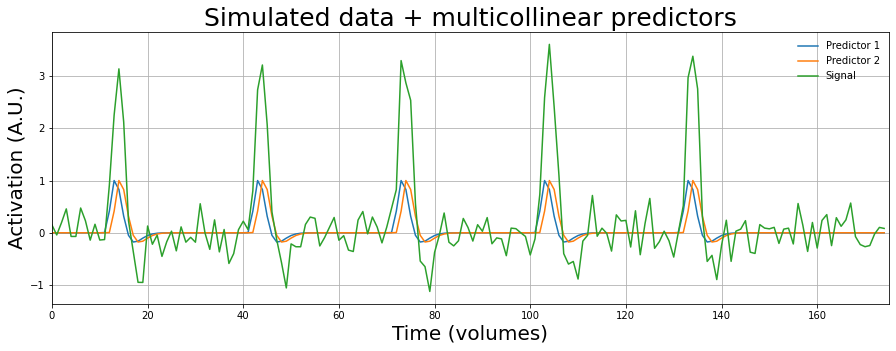 Simulated data + multicollinear predictors
Predictor 1
Predictor 2
Signal
Activation (A.U.)
3
2
1
0
−1
0 20 40 60 80 100 120 140 160
Time (volumes)